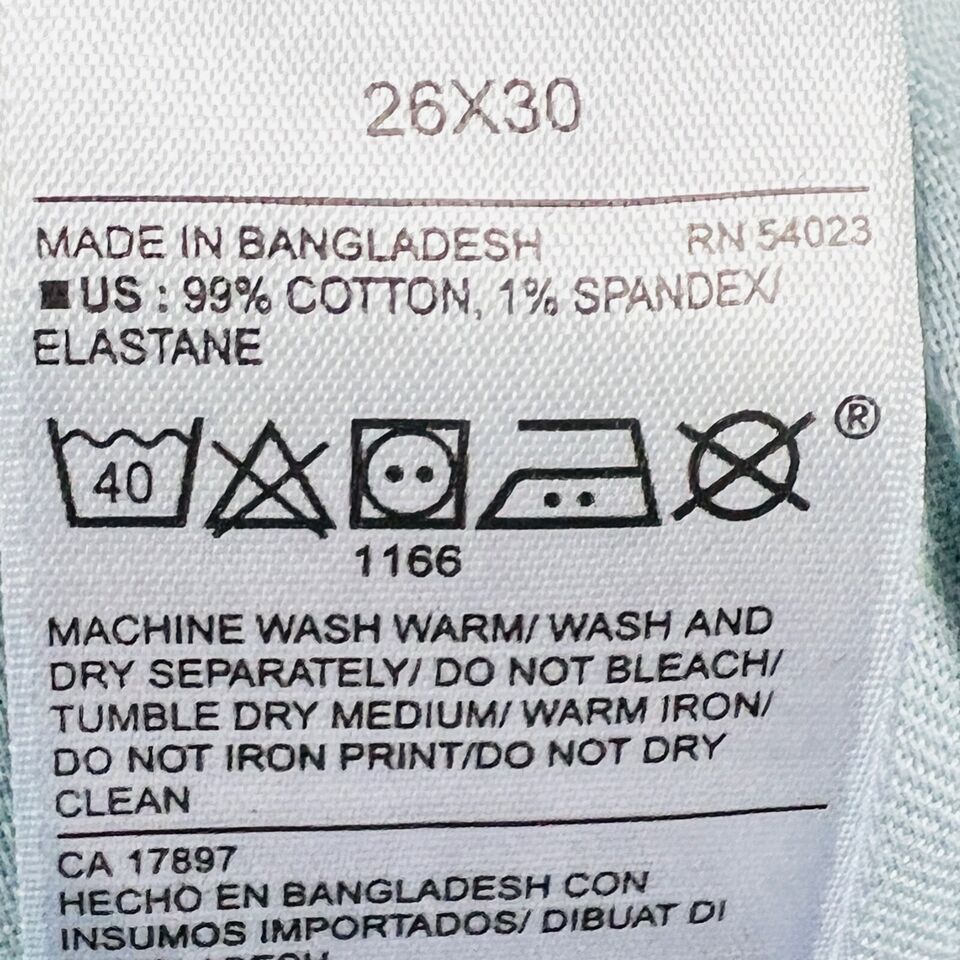 26X30
MADE IN BANGLADESH RN 54023
US : 99% COTTON, 1% SPANDEX/
ELASTANE
40 ®
1166
MACHINE WASH WARM/ WASH AND
DRY SEPARATELY/ DO NOT BLEACH/
TUMBLE DRY MEDIUM/ WARM IRON/
DO NOT IRON PRINT/DO NOT DRY
CLEAN
CA 17897
HECHO EN BANGLADESH CON
INSUMOS IMPORTADOS/ DIBUAT DI